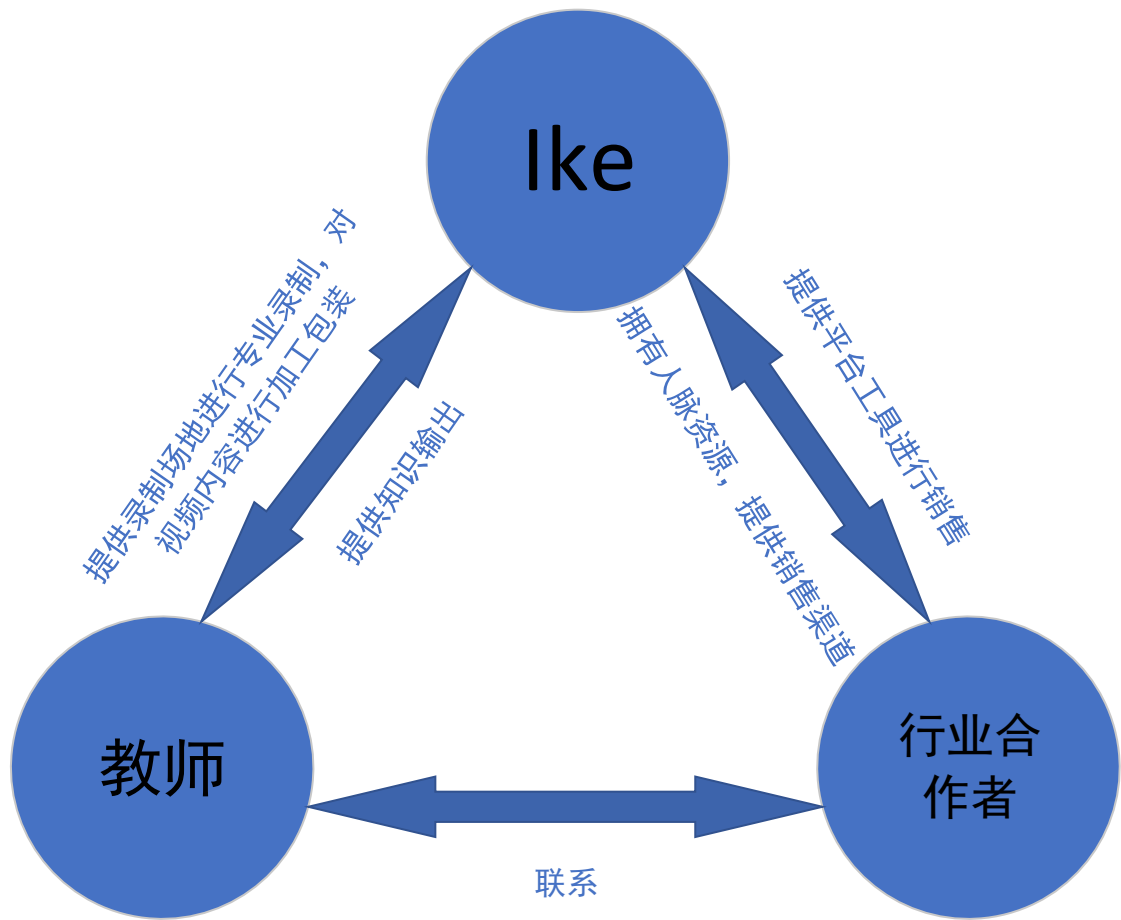 Ike
提供录制场地进行专业录制，对
视频内容进行加工包装
提供知识输出
拥有人脉资源，提供销售渠道
提供平台工具进行销售
教师
行业合
作者
联系